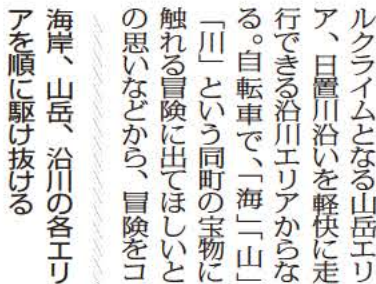 ルクライムとなる山岳エリ
ア、日置川沿いを軽快に走
行できる沿川エリアからな
る。自転車で、「海」「山」
「川」という同町の宝物に
触れる冒険に出てほしいと
の思いなどから、冒険をコ
海岸、山岳、沿川の各エリ
アを順に駆け抜ける